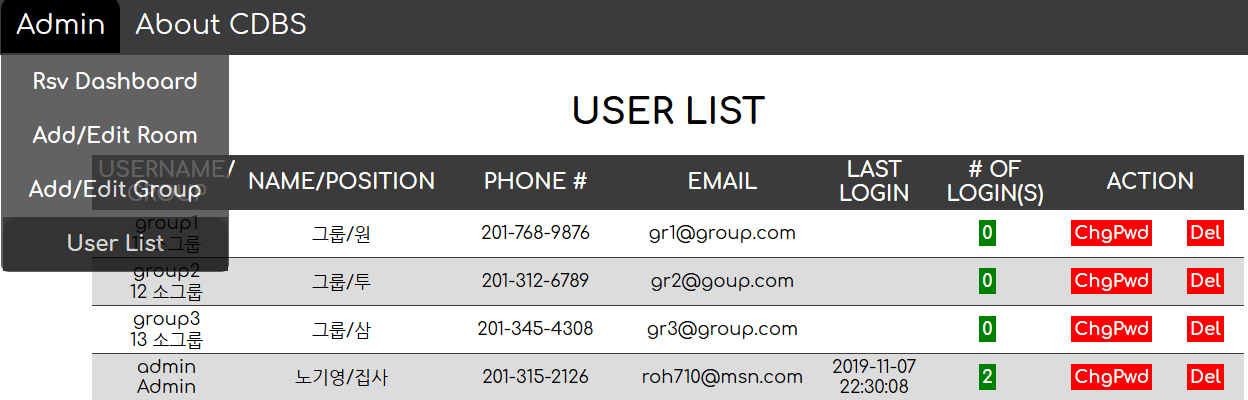 Admin About CDBS
Rsv Dashboard
Add/Edit Room
Add/Edit Group
User List
USER LIST
USERNAME/
GROUP
NAME/POSITION
PHONE #
EMAIL
LAST
LOGIN
# OF
LOGIN(S)
ACTION
group1
소그룹
그룹/원
201-768-9876
gr1@group.com
0
ChgPwd
Del
group2
12 소그룹
그룹/투
201-312-6789
gr2@goup.com
0
ChgPwd
Del
group3
13 소그룹
그룹/삼
201-345-4308
gr3@group.com
0
ChgPwd
Del
admin
Admin
노기영/집사
201-315-2126
roh710@msn.com
2019-11-07
22:30:08
2
ChgPwd
Del